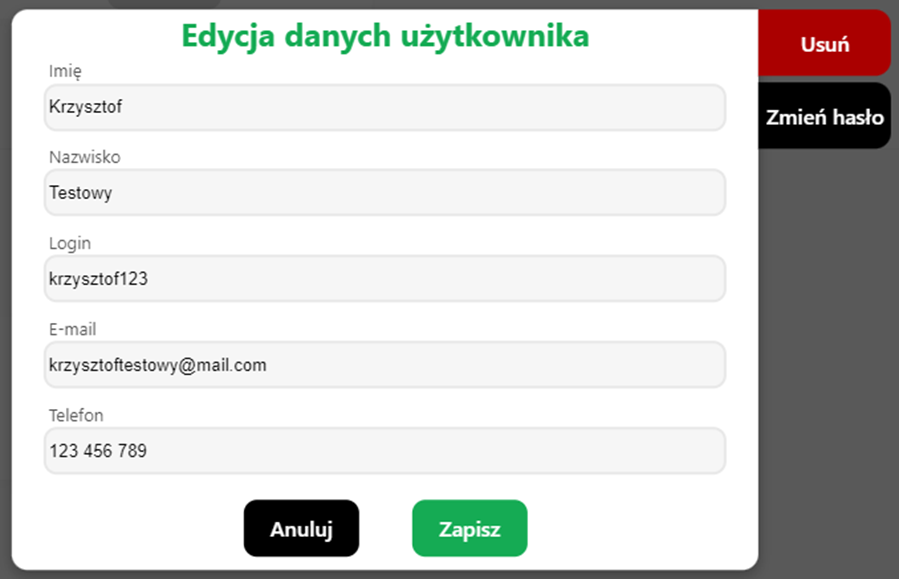 Edycja danych użytkownika
Imię
Krzysztof
Nazwisko
Testowy
Login
krzysztof123
E-mail
krzysztoftestowy@mail.com
Telefon
123 456 789
Anuluj
Zapisz
Usuń
Zmień hasło